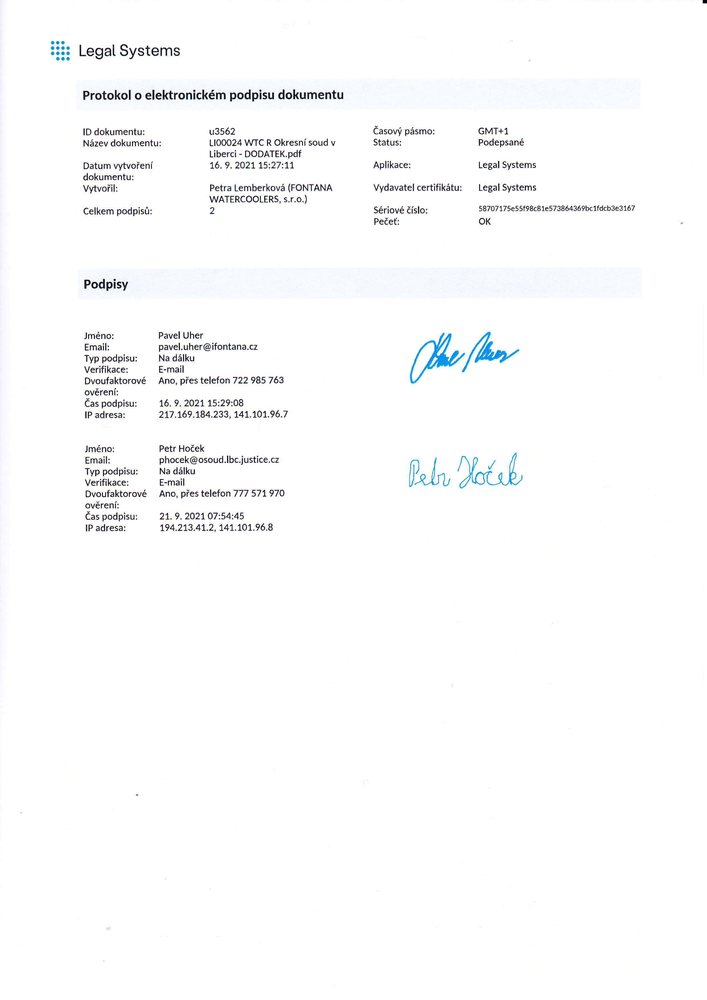 Legal Systems
Protokol o elektronickém podpisu dokumentu
ID dokumentu: u3562
Název dokumentu: LI00024 WTC R Okresní soud v
Liberci - DODATEK.pdf
Datum vytvoření 16. 9. 2021 15:27:11
dokumentu:
Vytvořil: Petra Lemberková (FONTANA
WATERCOOLERS, s.r.o.)
Celkem podpisů: 2
Časový pásmo: GMT+1
Status: Podepsané
Aplikace: Legal Systems
Vydavatel certifikátu: Legal Systems
Sériové číslo: 58707175e55f98c81e573864369bc1fdcb3e3167
Pečeť: OK
Podpisy
Jméno: Pavel Uher
Email: pavel.uher@ifontana.cz
Typ podpisu: Na dálku
Verifikace: E-mail
Dvoufaktorové Ano, přes telefon 722 985 763
ověrení:
Čas podpisu: 16. 9. 2021 15:29:08
IP adresa: 217.169.184.233, 141.101.96.7
Jméno: Petr Hoček
Email: phocek@osoud.lbc.justice.cz
Typ podpisu: Na dálku
Verifikace: E-mail
Dvoufaktorové Ano, přes telefon 777 571 970
ověrení:
Čas podpisu: 21. 9. 2021 07:54:45
IP adresa: 194.213.41.2, 141.101.96.8
Petr Hoček